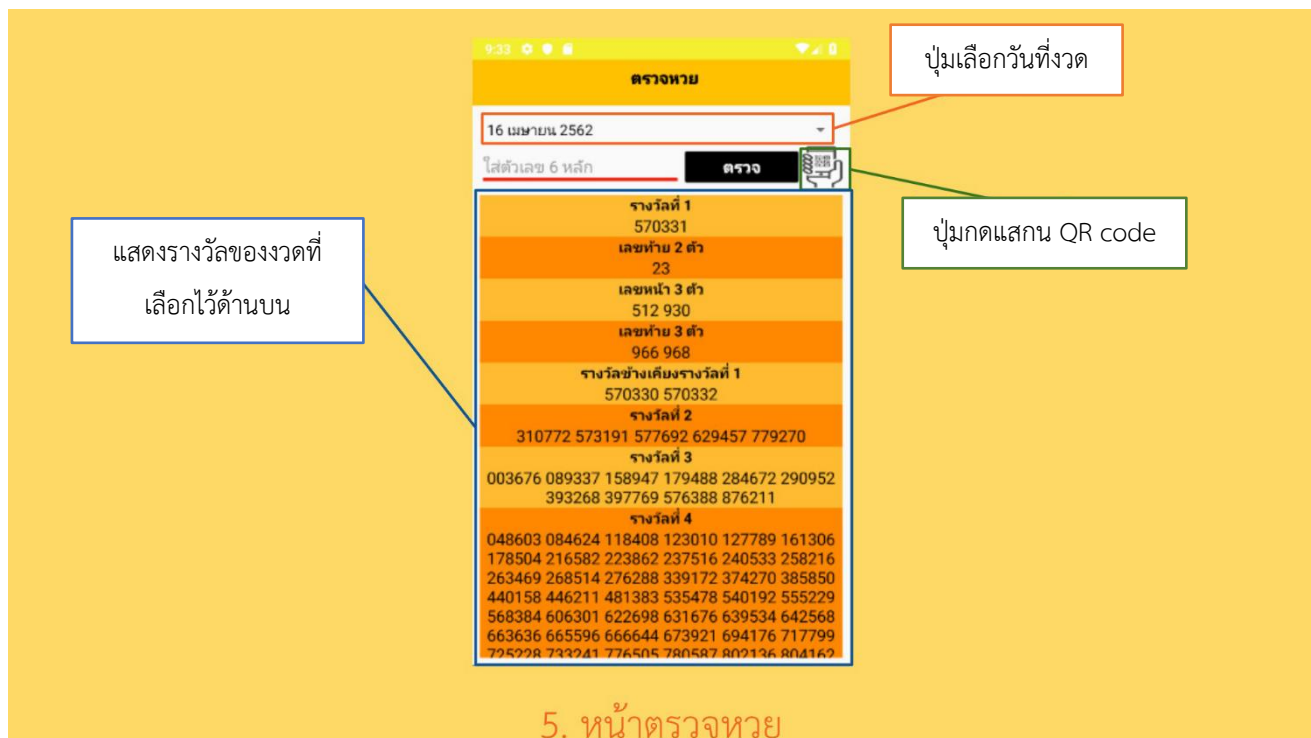 9:33
ตรวจหวย
16 เมษายน 2562
ใส่ตัวเลข 6 หลัก
ตรวจ
ปุ่มเลือกวันที่งวด
ปุ่มกดแสกน QR code
แสดงรางวัลของงวดที่
เลือกไว้ด้านบน
รางวัลที่ 1
570331
เลขท้าย 2 ตัว
23
เลขหน้า 3 ตัว
512 930
เลขท้าย 3 ตัว
966 968
รางวัลข้างเคียงรางวัลที่ 1
570330 570332
รางวัลที่ 2
310772 573191 577692 629457 779270
รางวัลที่ 3
003676 089337 158947 179488 284672 290952
393268 397769 576388 876211
รางวัลที่ 4
048603 084624 118408 123010 127789 161306
178504 216582 223862 237516 240533 258216
263469 268514 276288 339172 374270 385850
440158 446211 481383 535478 540192 555229
568384 606301 622698 631676 639534 642568
663636 665596 666644 673921 694176 717799
725228 733241 776505 780587 802136 804162
5. หน้าตรวจหวย